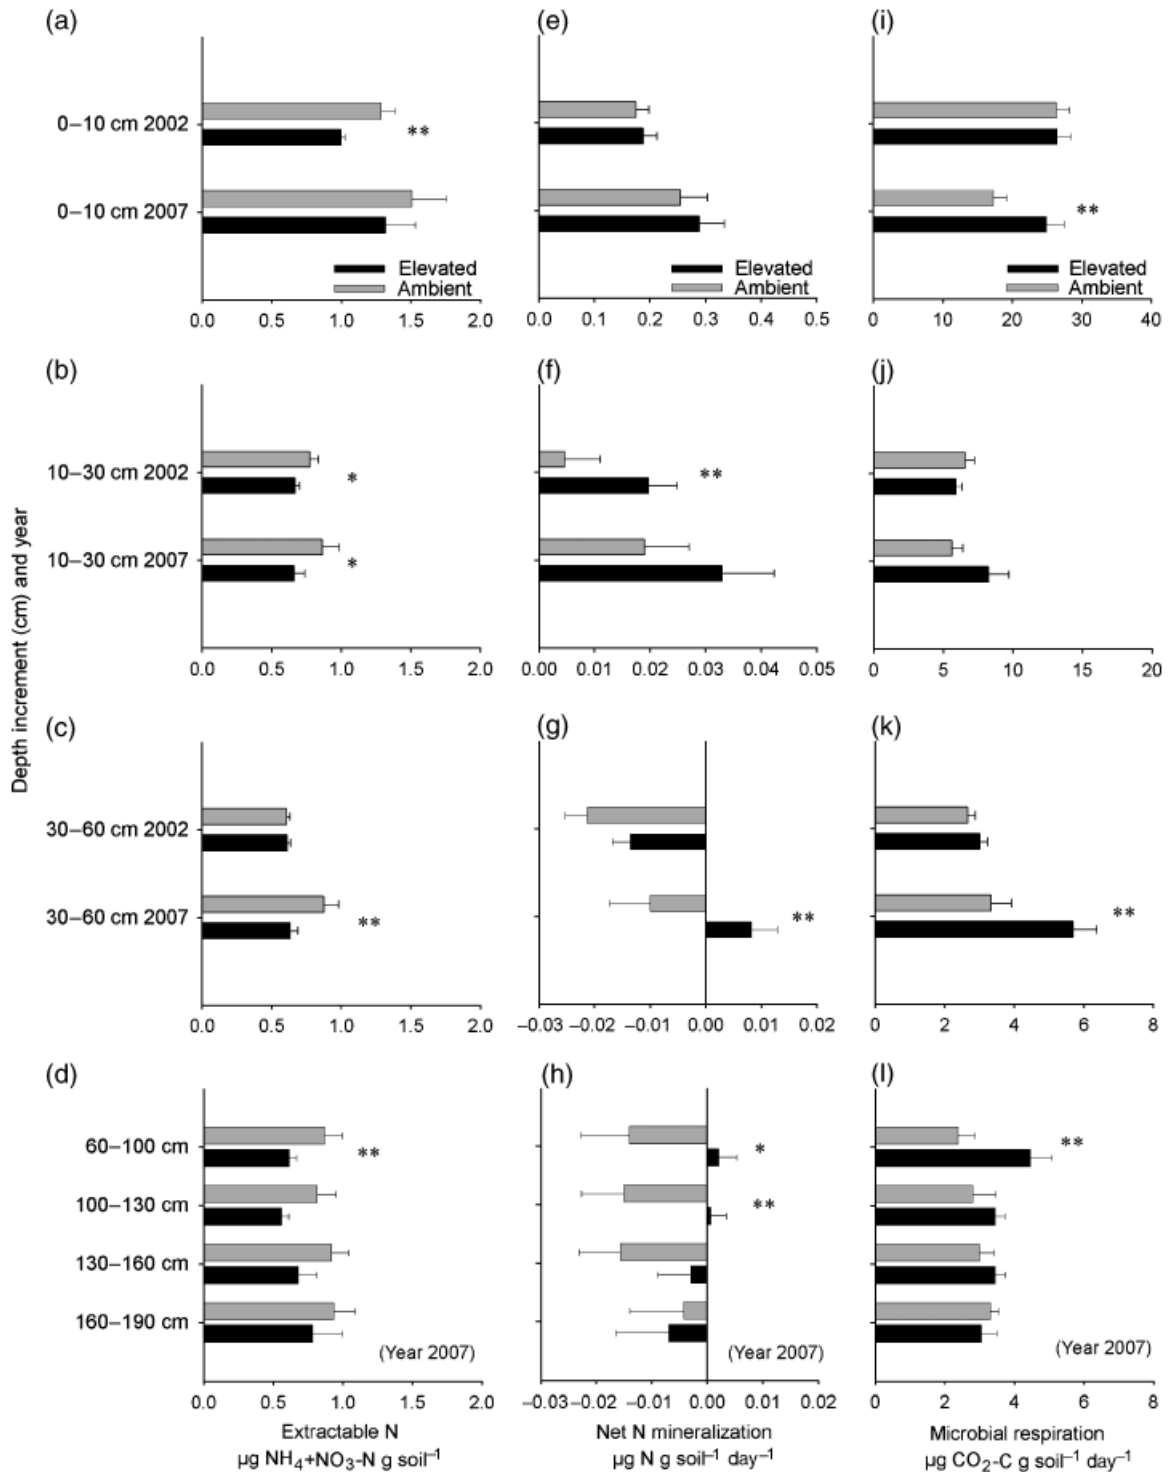 (a) (e) (i)
0–10 cm 2002
**
0–10 cm 2007
**
Elevated Elevated Elevated
Ambient Ambient Ambient
0.0 0.5 1.0 1.5 2.0 0.0 0.1 0.2 0.3 0.4 0.5 0 10 20 30 40
(b) (f) (j)
10–30 cm 2002
* **
10–30 cm 2007
*
0.0 0.5 1.0 1.5 2.0 0.00 0.01 0.02 0.03 0.04 0.05 0 5 10 15 20
Depth increment (cm) and year
(c) (g) (k)
30–60 cm 2002
30–60 cm 2007
** ** **
0.0 0.5 1.0 1.5 2.0 –0.03 –0.02 –0.01 0.00 0.01 0.02 0 2 4 6 8
(d) (h) (l)
60–100 cm
** * **
100–130 cm
**
130–160 cm
160–190 cm
(Year 2007) (Year 2007) (Year 2007)
0.0 0.5 1.0 1.5 2.0 –0.03 –0.02 –0.01 0.00 0.01 0.02 0 2 4 6 8
Extractable N Net N mineralization Microbial respiration
µg NH₄+NO₃-N g soil⁻¹ µg N g soil⁻¹ day⁻¹ µg CO₂-C g soil⁻¹ day⁻¹